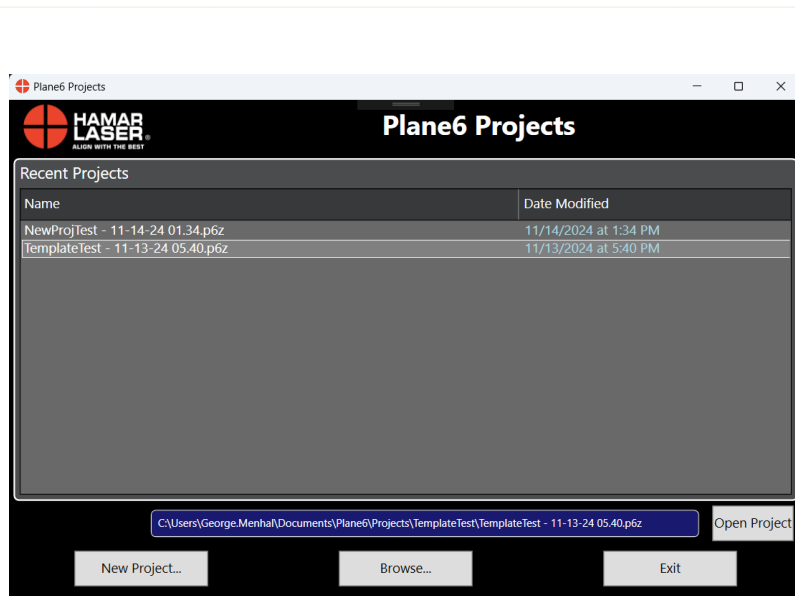 Plane6 Projects
HAMAR
LASER®
ALIGN WITH THE BEST
Plane6 Projects
Recent Projects
Name Date Modified
NewProjTest - 11-14-24 01.34.p6z 11/14/2024 at 1:34 PM
TemplateTest - 11-13-24 05.40.p6z 11/13/2024 at 5:40 PM
C:\Users\George.Menhal\Documents\Plane6\Projects\TemplateTest\TemplateTest - 11-13-24 05.40.p6z Open Project
New Project... Browse... Exit